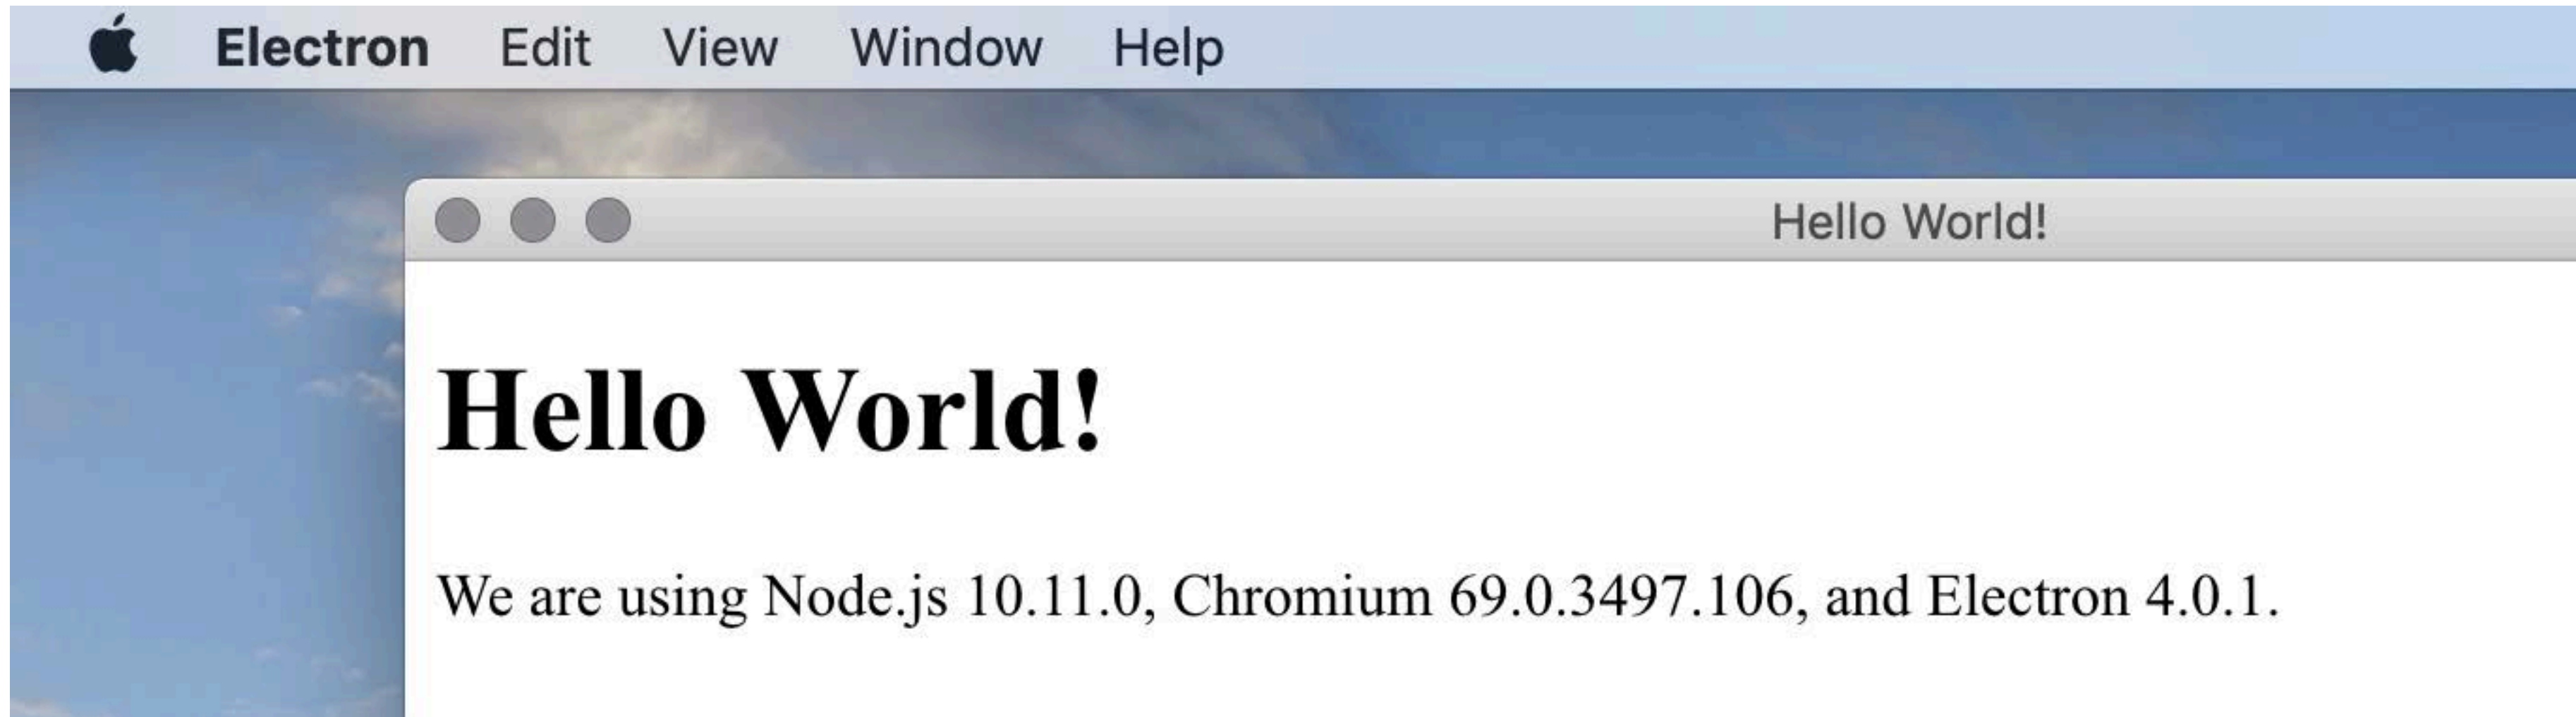 Electron Edit View Window Help
Hello World!
Hello World!
We are using Node.js 10.11.0, Chromium 69.0.3497.106, and Electron 4.0.1.